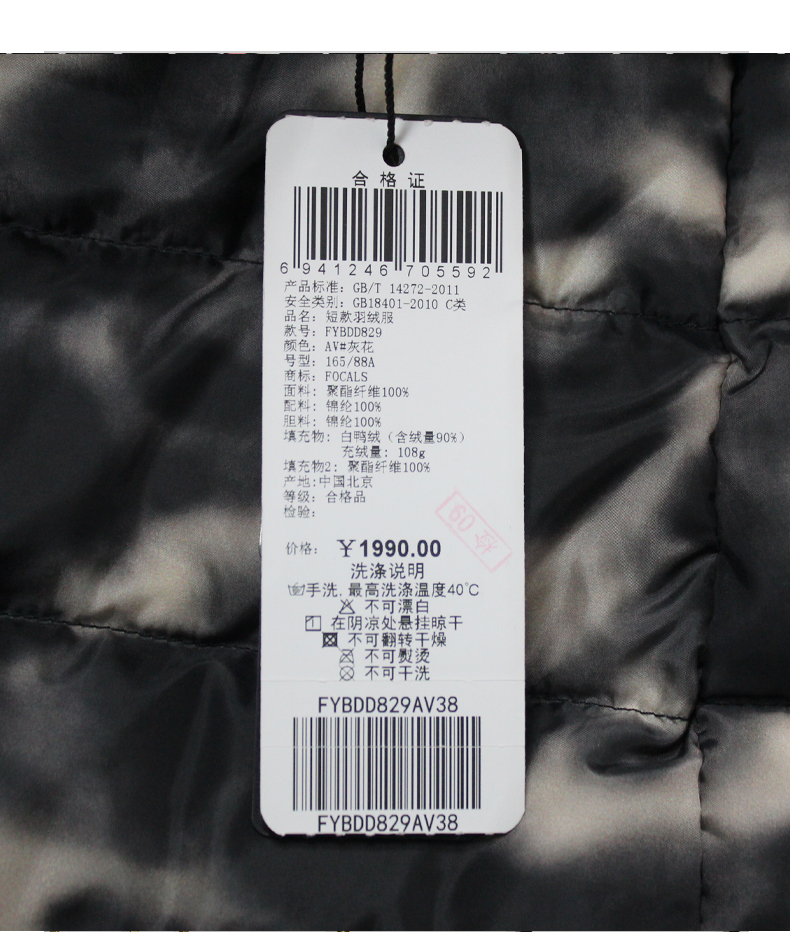 合格证
6 941246 705592
产品标准: GB/T 14272-2011
安全类别: GB18401-2010 C类
品名: 短款羽绒服
款号: FYBDD829
颜色: AV#灰花
号型: 165/88A
商标: FOCALS
面料: 聚酯纤维100%
配料: 锦纶100%
胆料: 锦纶100%
填充物: 白鸭绒（含绒量90%）
充绒量: 108g
填充物2: 聚酯纤维100%
产地:中国北京
等级: 合格品
检验:
检 09
价格: ￥1990.00
洗涤说明
手洗,最高洗涤温度40℃
不可漂白
在阴凉处悬挂晾干
不可翻转干燥
不可熨烫
不可干洗
FYBDD829AV38
FYBDD829AV38